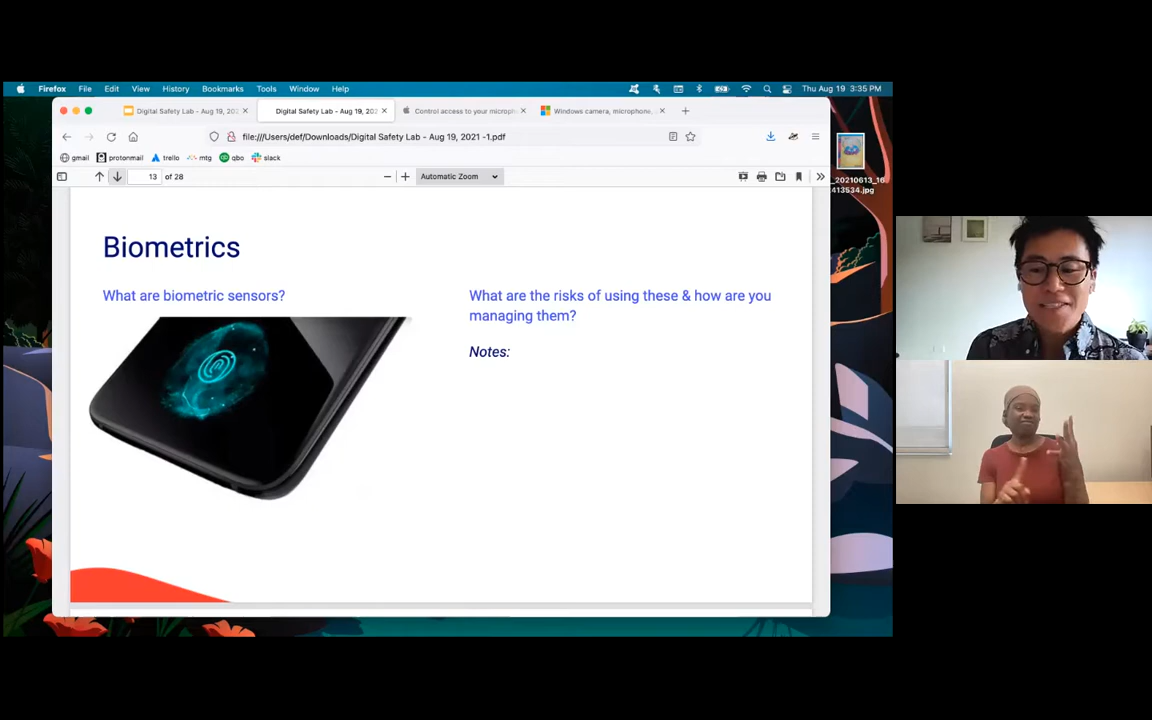 Firefox File Edit View History Bookmarks Tools Window Help Thu Aug 19 3:35 PM
Digital Safety Lab - Aug 19, 202 Digital Safety Lab - Aug 19, 202 Control access to your microph Windows camera, microphone,
file:///Users/def/Downloads/Digital Safety Lab - Aug 19, 2021 -1.pdf
gmail protonmail trello mtg qbo slack
13 of 28 Automatic Zoom
413534.jpg
Biometrics
What are biometric sensors?
What are the risks of using these & how are you
managing them?
Notes: